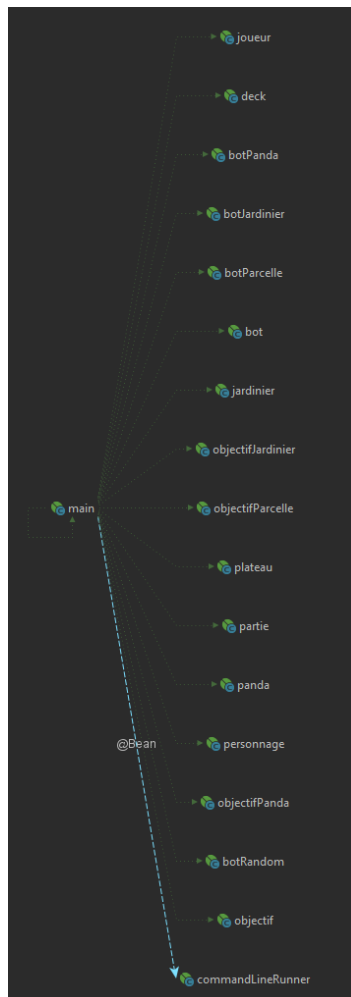 joueur
deck
botPanda
botJardinier
botParcelle
bot
jardinier
objectifJardinier
main
objectifParcelle
plateau
partie
panda
@Bean
personnage
objectifPanda
botRandom
objectif
commandLineRunner